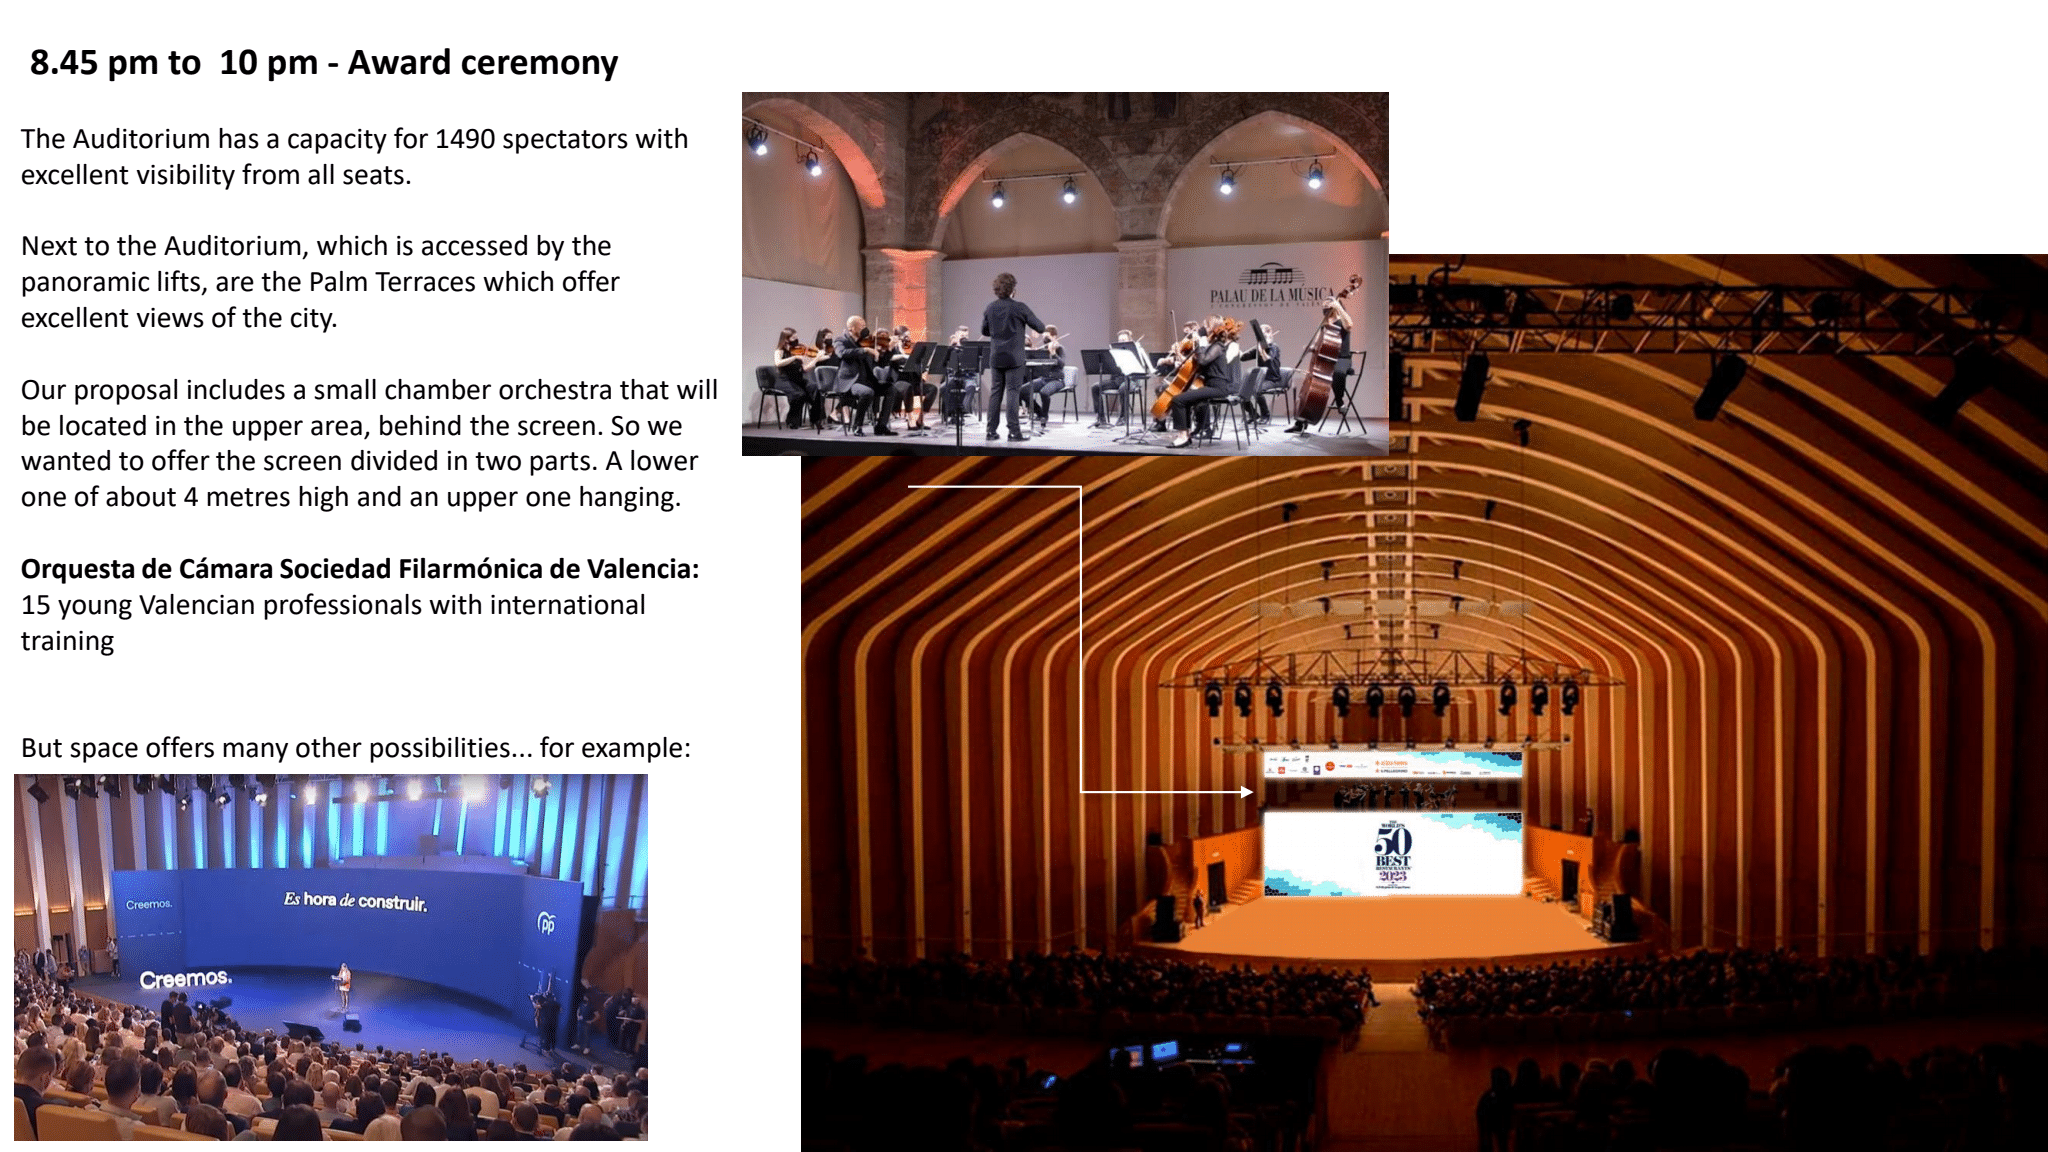 8.45 pm to  10 pm - Award ceremony
The Auditorium has a capacity for 1490 spectators with
excellent visibility from all seats.
Next to the Auditorium, which is accessed by the
panoramic lifts, are the Palm Terraces which offer
excellent views of the city.
Our proposal includes a small chamber orchestra that will
be located in the upper area, behind the screen. So we
wanted to offer the screen divided in two parts. A lower
one of about 4 metres high and an upper one hanging.
Orquesta de Cámara Sociedad Filarmónica de Valencia:
15 young Valencian professionals with international
training
But space offers many other possibilities... for example:
Creemos.
Es hora de construir.
pp
Creemos.
PALAU DE LA MÚSICA
THE
WORLD'S
50
BEST
RESTAURANTS
2023